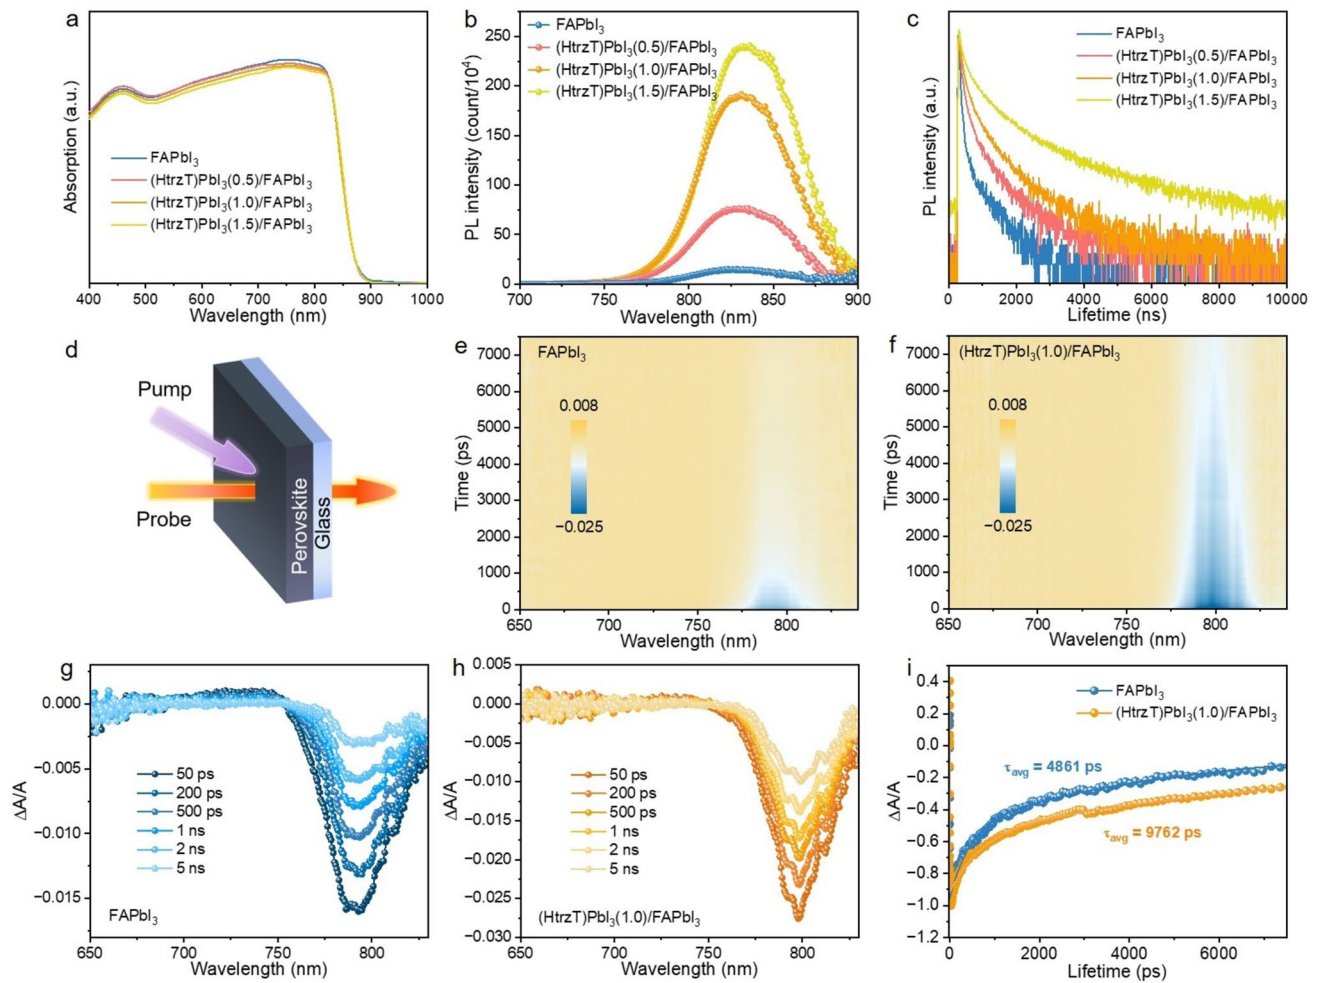 a
Absorption (a.u.)
FAPbI3
(HtrzT)PbI3(0.5)/FAPbI3
(HtrzT)PbI3(1.0)/FAPbI3
(HtrzT)PbI3(1.5)/FAPbI3
400 500 600 700 800 900 1000
Wavelength (nm)
b
PL intensity (count/10^4)
FAPbI3
(HtrzT)PbI3(0.5)/FAPbI3
(HtrzT)PbI3(1.0)/FAPbI3
(HtrzT)PbI3(1.5)/FAPbI3
250
200
150
100
50
0
700 750 800 850 900
Wavelength (nm)
c
PL intensity (a.u.)
FAPbI3
(HtrzT)PbI3(0.5)/FAPbI3
(HtrzT)PbI3(1.0)/FAPbI3
(HtrzT)PbI3(1.5)/FAPbI3
0 2000 4000 6000 8000 10000
Lifetime (ns)
d
Pump
Probe
Perovskite
Glass
e
FAPbI3
Time (ps)
7000
6000
5000
4000
3000
2000
1000
0
0.008
−0.025
650 700 750 800
Wavelength (nm)
f
(HtrzT)PbI3(1.0)/FAPbI3
Time (ps)
7000
6000
5000
4000
3000
2000
1000
0
0.008
−0.025
650 700 750 800
Wavelength (nm)
g
ΔA/A
0.000
−0.005
−0.010
−0.015
50 ps
200 ps
500 ps
1 ns
2 ns
5 ns
FAPbI3
650 700 750 800
Wavelength (nm)
h
ΔA/A
0.005
0.000
−0.005
−0.010
−0.015
−0.020
−0.025
−0.030
50 ps
200 ps
500 ps
1 ns
2 ns
5 ns
(HtrzT)PbI3(1.0)/FAPbI3
650 700 750 800
Wavelength (nm)
i
ΔA/A
0.4
0.2
0.0
−0.2
−0.4
−0.6
−0.8
−1.0
−1.2
FAPbI3
(HtrzT)PbI3(1.0)/FAPbI3
τavg = 4861 ps
τavg = 9762 ps
0 2000 4000 6000
Lifetime (ps)